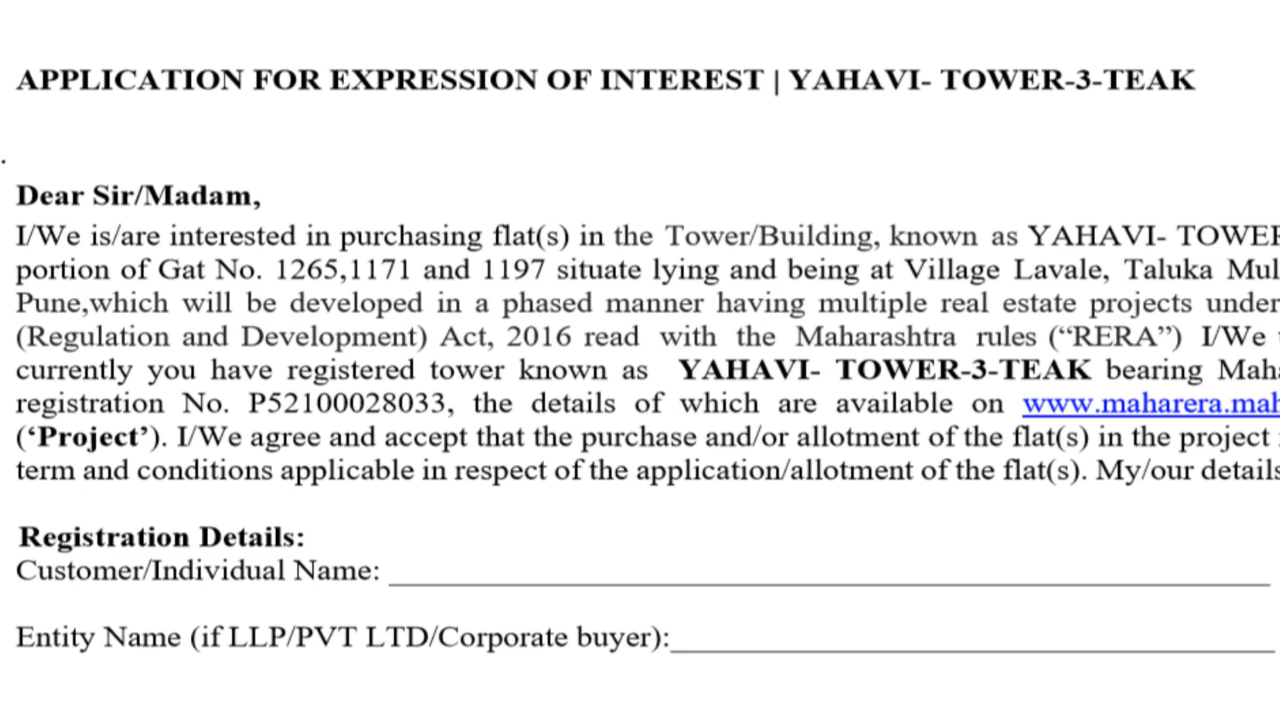 APPLICATION FOR EXPRESSION OF INTEREST | YAHAVI- TOWER-3-TEAK
.
Dear Sir/Madam,
I/We is/are interested in purchasing flat(s) in the Tower/Building, known as YAHAVI- TOWER
portion of Gat No. 1265,1171 and 1197 situate lying and being at Village Lavale, Taluka Mul
Pune,which will be developed in a phased manner having multiple real estate projects under
(Regulation and Development) Act, 2016 read with the Maharashtra rules (“RERA”) I/We
currently you have registered tower known as YAHAVI- TOWER-3-TEAK bearing Maha
registration No. P52100028033, the details of which are available on www.maharera.mah
(‘Project’). I/We agree and accept that the purchase and/or allotment of the flat(s) in the project
term and conditions applicable in respect of the application/allotment of the flat(s). My/our details
Registration Details:
Customer/Individual Name:
Entity Name (if LLP/PVT LTD/Corporate buyer):